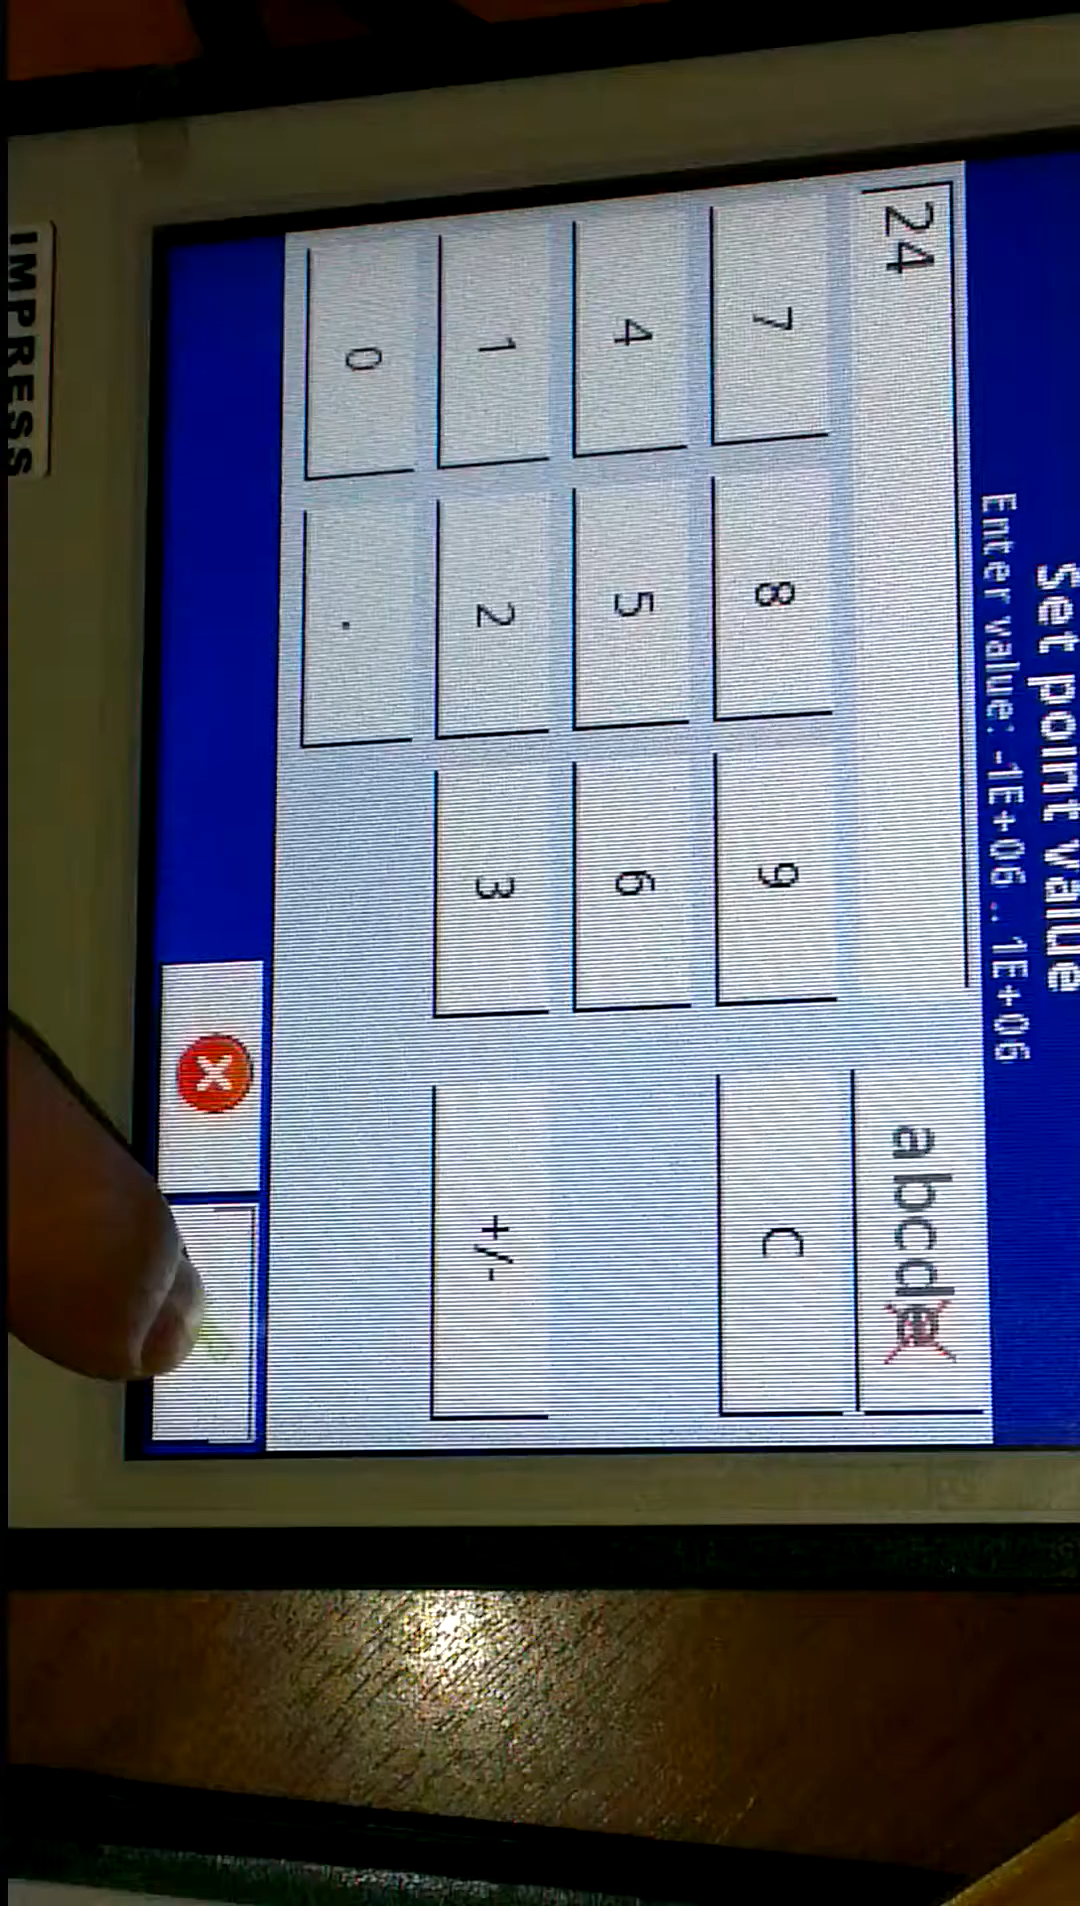 Set point value
Enter value: -1E+06 .. 1E+06
24
abcde
7 8 9 C
4 5 6
1 2 3 +/-
0 .
IMPRESS